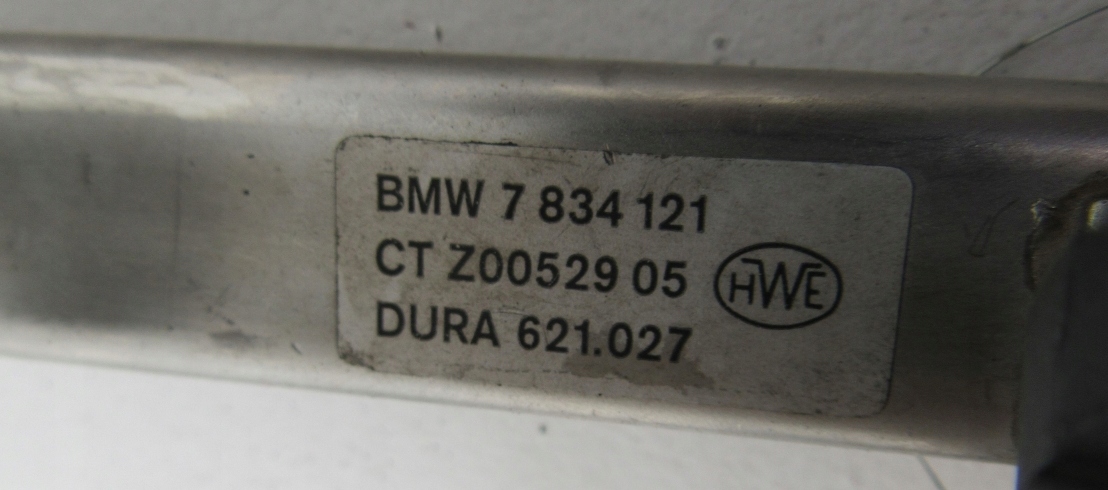 BMW 7 834 121
CT Z00529 05
HWE
DURA 621.027